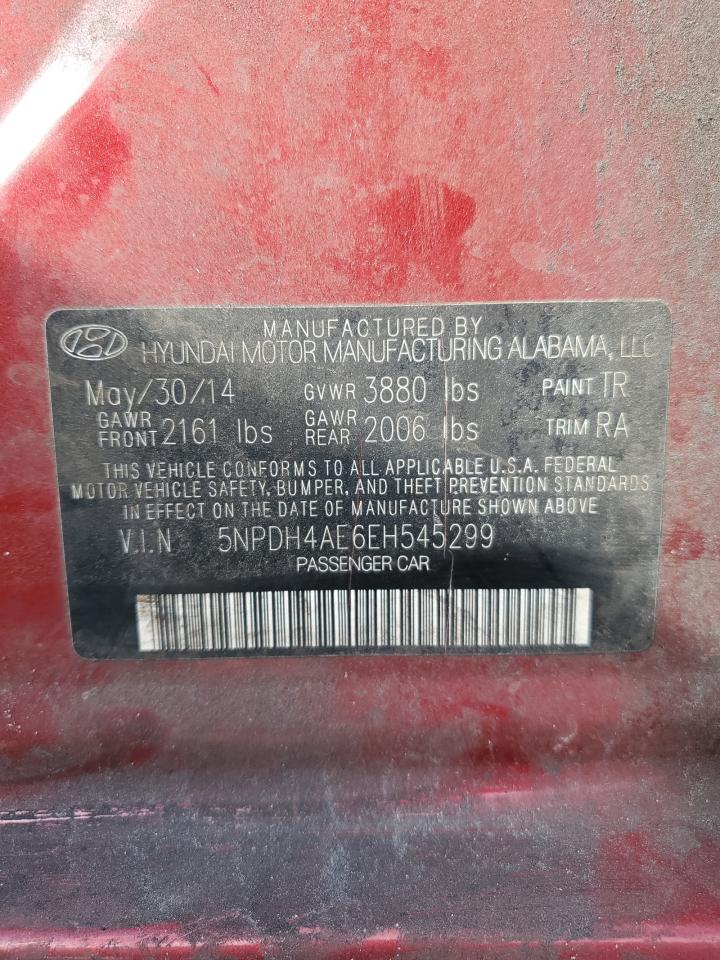 MANUFACTURED BY
HYUNDAI MOTOR MANUFACTURING ALABAMA, LLC
May/30/14 GVWR 3880 lbs PAINT TR
GAWR FRONT 2161 lbs GAWR REAR 2006 lbs TRIM RA
THIS VEHICLE CONFORMS TO ALL APPLICABLE U.S.A. FEDERAL
MOTOR VEHICLE SAFETY, BUMPER, AND THEFT PREVENTION STANDARDS
IN EFFECT ON THE DATE OF MANUFACTURE SHOWN ABOVE
V.I.N 5NPDH4AE6EH545299
PASSENGER CAR